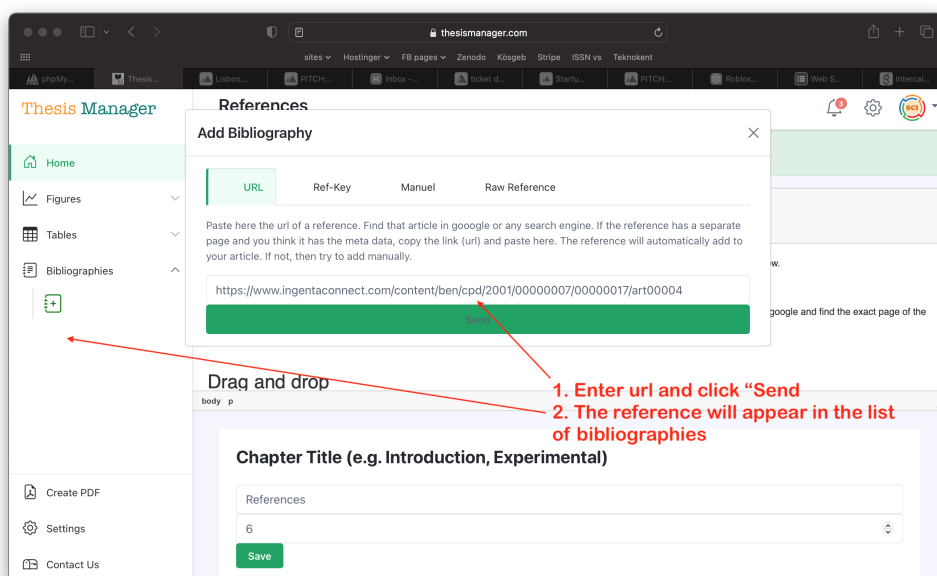 thesismanager.com
sites
Hostinger
FB pages
Zenodo
Kösgeb
Stripe
ISSN vs
Teknokent
phpMy...
Thesis...
Lisbon,...
PITCH:...
Inbox -...
ticket d...
Startu...
PITCH:...
Roblox...
Web S...
Intercal...
Thesis Manager
References
3
sci
Add Bibliography
Home
Figures
Tables
Bibliographies
URL
Ref-Key
Manuel
Raw Reference
Paste here the url of a reference. Find that article in gooogle or any search engine. If the reference has a separate
page and you think it has the meta data, copy the link (url) and paste here. The reference will automatically add to
your article. If not, then try to add manually.
https://www.ingentaconnect.com/content/ben/cpd/2001/00000007/00000017/art00004
Send
w.
google and find the exact page of the
Drag and drop
body p
1. Enter url and click “Send
2. The reference will appear in the list
of bibliographies
Chapter Title (e.g. Introduction, Experimental)
References
6
Save
Create PDF
Settings
Contact Us